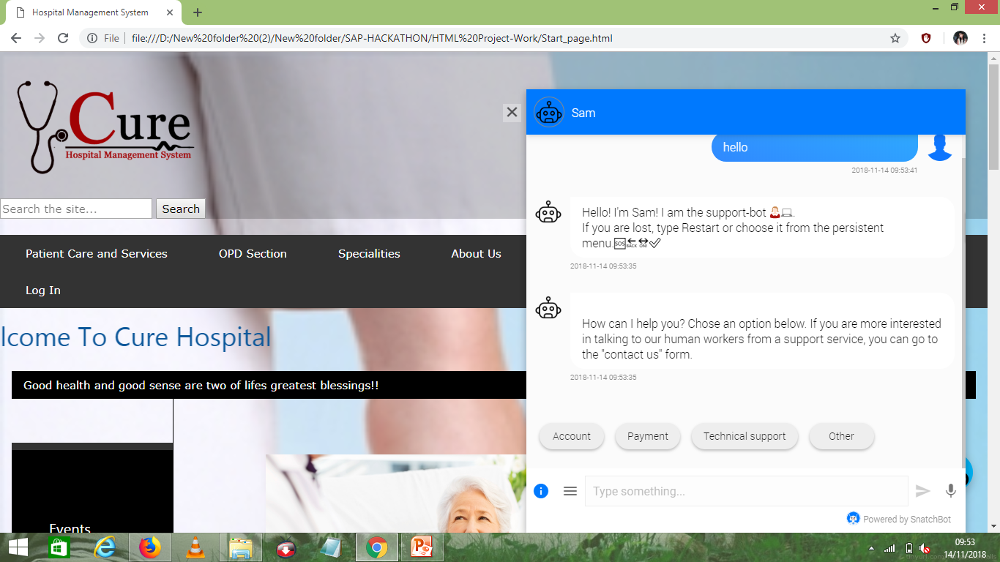 Hospital Management System
File
file:///D:/New%20folder%20(2)/New%20folder/SAP-HACKATHON/HTML%20Project-Work/Start_page.html
Cure
Hospital Management System
Search the site...
Search
Patient Care and Services
OPD Section
Specialities
About Us
Log In
lcome To Cure Hospital
Good health and good sense are two of lifes greatest blessings!!
Events
Sam
hello
2018-11-14 09:53:41
Hello! I'm Sam! I am the support-bot
If you are lost, type Restart or choose it from the persistent
menu. SOS BACK ON!
2018-11-14 09:53:35
How can I help you? Chose an option below. If you are more interested
in talking to our human workers from a support service, you can go to
the "contact us" form.
2018-11-14 09:53:35
Account
Payment
Technical support
Other
Type something...
Powered by SnatchBot
09:53
14/11/2018